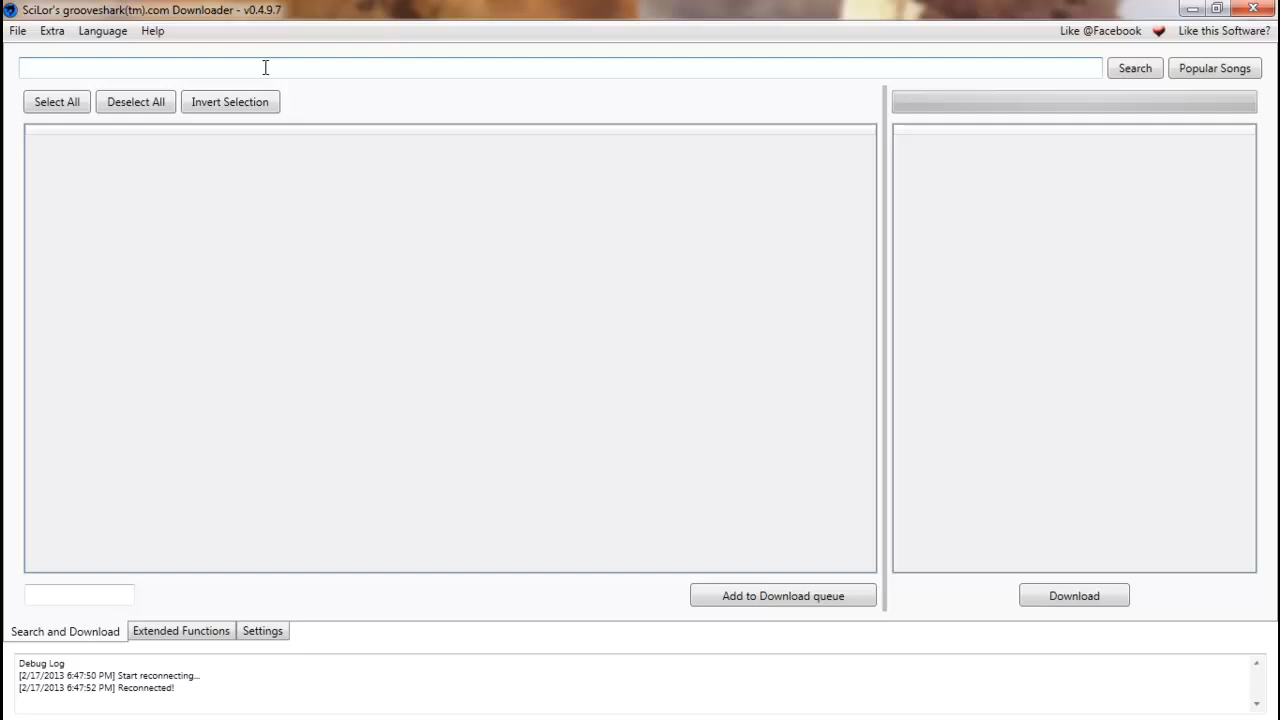 SciLor's grooveshark(tm).com Downloader - v0.4.9.7
File Extra Language Help Like @Facebook Like this Software?
Search Popular Songs
Select All Deselect All Invert Selection
Add to Download queue Download
Search and Download Extended Functions Settings
Debug Log
[2/17/2013 6:47:50 PM] Start reconnecting...
[2/17/2013 6:47:52 PM] Reconnected!